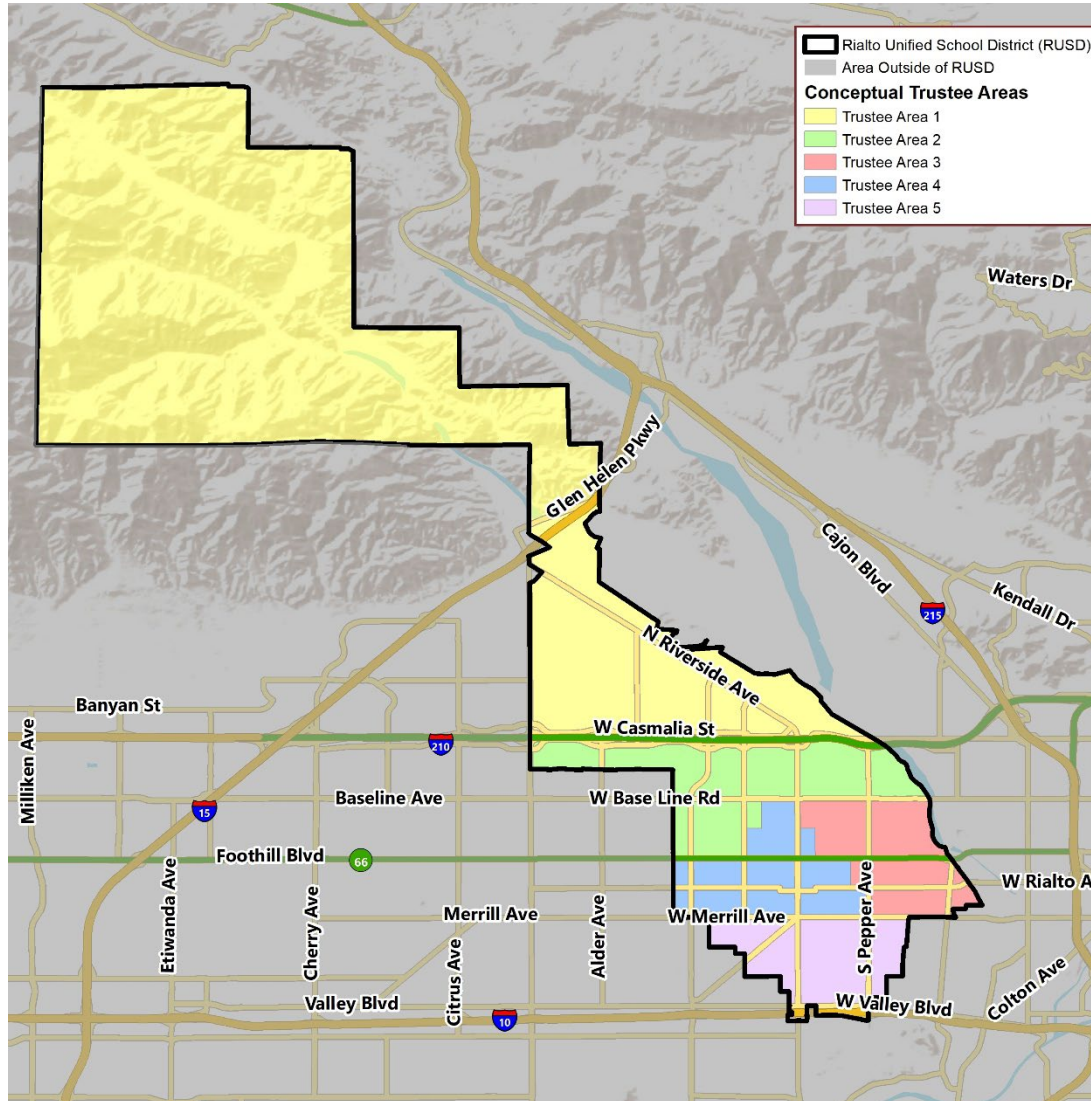 Rialto Unified School District (RUSD)
Area Outside of RUSD
Conceptual Trustee Areas
Trustee Area 1
Trustee Area 2
Trustee Area 3
Trustee Area 4
Trustee Area 5
Waters Dr
Glen Helen Pkwy
Cajon Blvd
Kendall Dr
215
N Riverside Ave
Banyan St
W Casmalia St
210
Milliken Ave
Baseline Ave
W Base Line Rd
15
Foothill Blvd
66
W Rialto A
Etiwanda Ave
Cherry Ave
Merrill Ave
W Merrill Ave
Alder Ave
S Pepper Ave
Citrus Ave
Valley Blvd
W Valley Blvd
Colton Ave
10